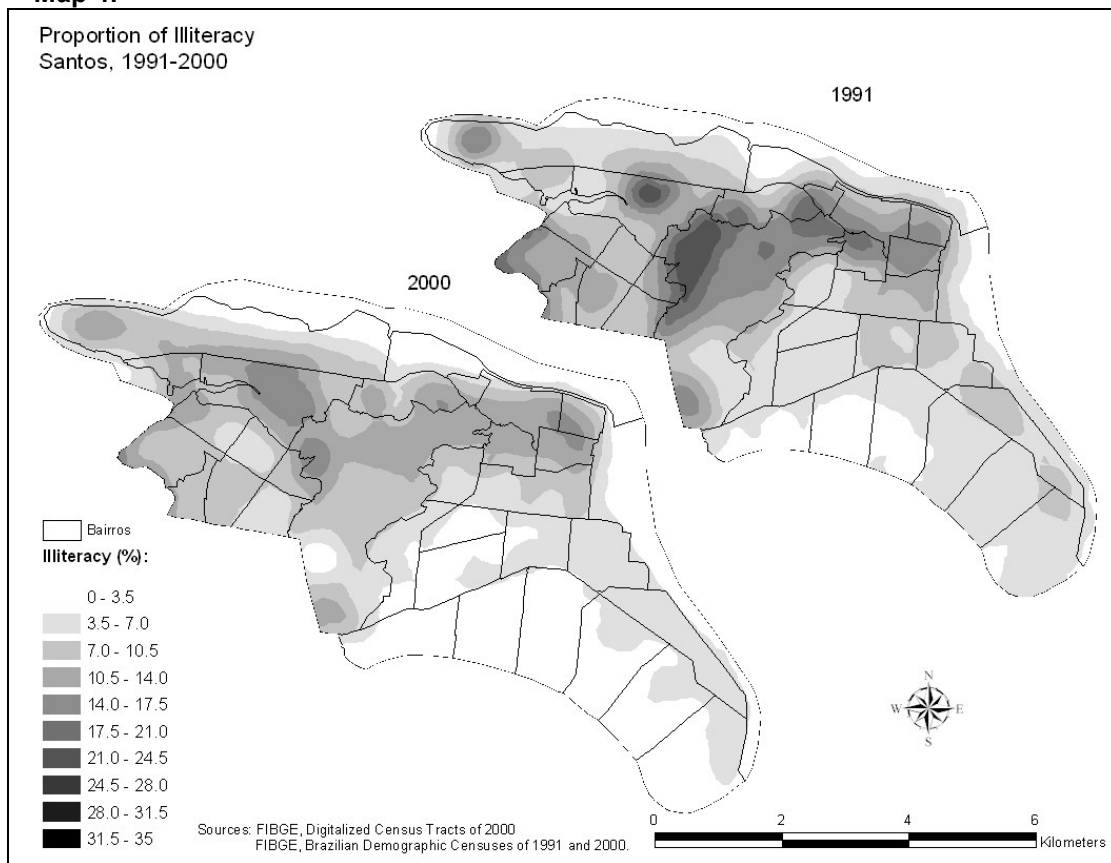 Proportion of Illiteracy
Santos, 1991-2000
1991
2000
Bairros
Illiteracy (%):
0 - 3.5
3.5 - 7.0
7.0 - 10.5
10.5 - 14.0
14.0 - 17.5
17.5 - 21.0
21.0 - 24.5
24.5 - 28.0
28.0 - 31.5
31.5 - 35
Sources: FIBGE, Digitalized Census Tracts of 2000
FIBGE, Brazilian Demographic Censuses of 1991 and 2000.
N
W E
S
0 2 4 6
Kilometers